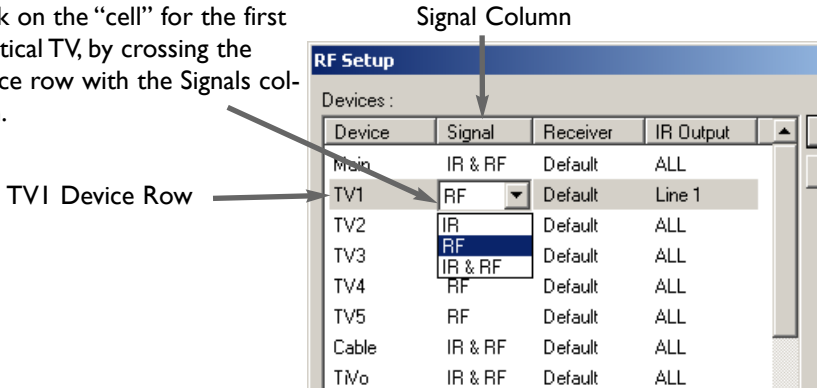 k on the “cell” for the first
tical TV, by crossing the
ce row with the Signals col-
.
Signal Column
TV1 Device Row
RF Setup
Devices :
Device Signal Receiver IR Output
Main IR & RF Default ALL
TV1 RF Default Line 1
TV2 Default ALL
IR
RF
IR & RF
TV3 Default ALL
TV4 RF Default ALL
TV5 RF Default ALL
Cable IR & RF Default ALL
TiVo IR & RF Default ALL